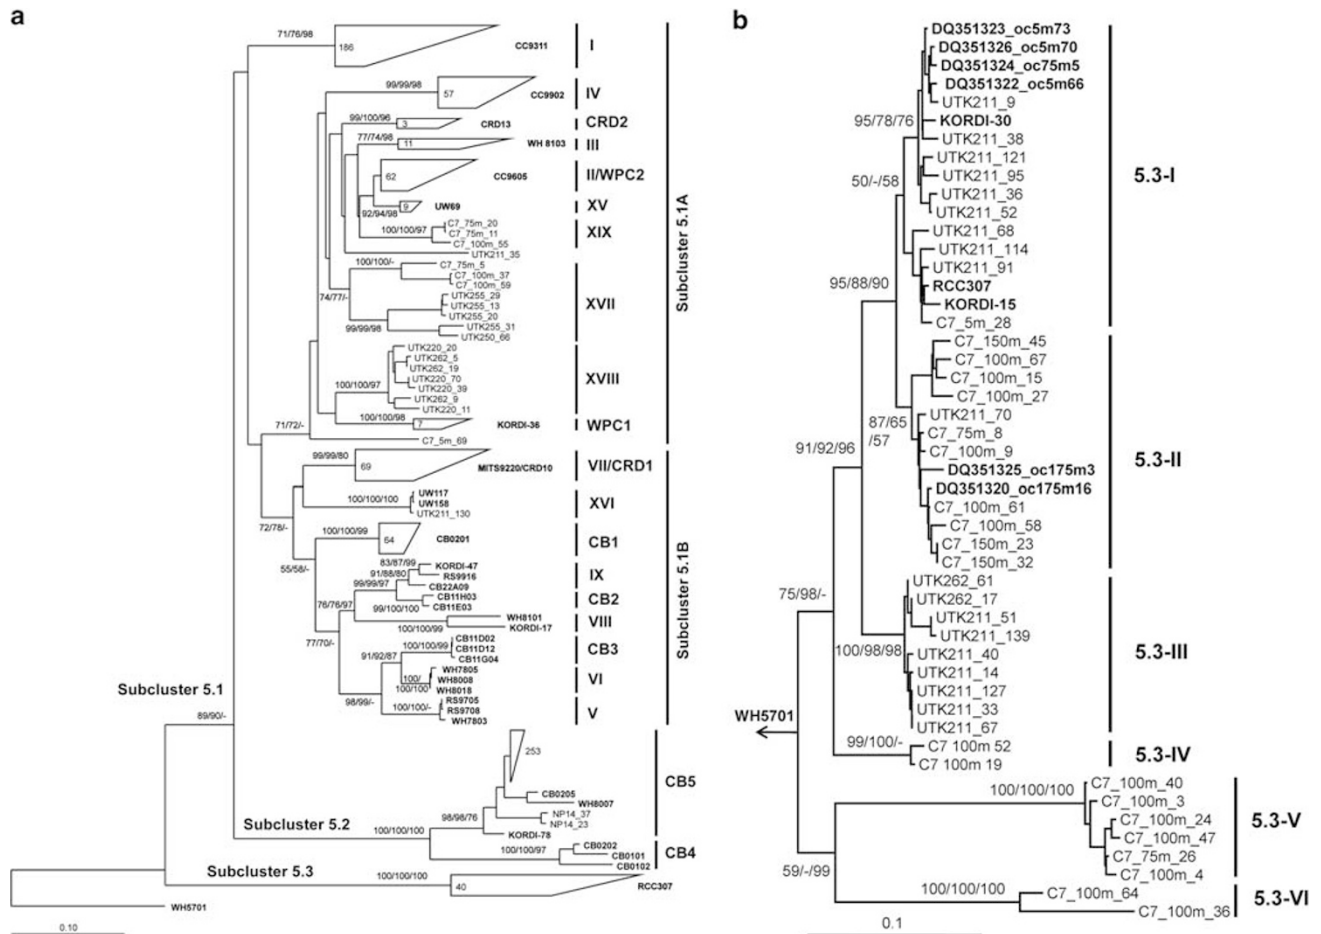 a
71/76/98
186
CC9311
I
99/99/98
57
CC9902
IV
99/100/96
3
CRD13
CRD2
77/74/98
11
WH 8103
III
62
CC9605
II/WPC2
92/94/98
9
UW69
XV
100/100/97
C7_75m_20
C7_75m_11
C7_100m_55
XIX
UTK211_35
100/100/-
C7_75m_5
C7_100m_37
C7_100m_59
74/77/-
UTK255_29
UTK255_13
UTK255_20
99/99/98
UTK255_31
UTK250_66
XVII
UTK220_20
UTK262_5
UTK262_19
UTK220_70
UTK220_39
UTK262_9
UTK220_11
100/100/97
XVIII
100/100/98
7
KORDI-36
WPC1
71/72/-
C7_5m_69
Subcluster 5.1A
99/99/80
69
MITS9220/CRD10
VII/CRD1
100/100/100
UW117
UW158
UTK211_130
XVI
72/78/-
100/100/99
64
CB0201
CB1
55/58/-
83/87/99
KORDI-47
91/88/80
RS9916
99/99/97
CB22A09
IX
CB11H03
99/100/100
CB11E03
CB2
76/76/97
WH8101
100/100/99
KORDI-17
VIII
77/70/-
CB11D02
100/100/99
CB11D12
CB11G04
CB3
91/92/87
WH7805
100/
100/100
WH8008
WH8018
VI
98/99/-
RS9705
100/100/-
RS9708
WH7803
V
Subcluster 5.1B
Subcluster 5.1
89/90/-
253
CB0205
WH8007
NP14_37
NP14_23
98/98/76
KORDI-78
CB5
Subcluster 5.2
100/100/100
CB0202
100/100/97
CB0101
CB0102
CB4
Subcluster 5.3
100/100/100
40
RCC307
WH5701
0.10
b
DQ351323_oc5m73
DQ351326_oc5m70
DQ351324_oc75m5
DQ351322_oc5m66
UTK211_9
95/78/76
KORDI-30
UTK211_38
UTK211_121
UTK211_95
50/-/58
UTK211_36
UTK211_52
UTK211_68
UTK211_114
UTK211_91
95/88/90
RCC307
KORDI-15
C7_5m_28
5.3-I
C7_150m_45
C7_100m_67
C7_100m_15
C7_100m_27
UTK211_70
87/65
/57
C7_75m_8
C7_100m_9
91/92/96
DQ351325_oc175m3
DQ351320_oc175m16
C7_100m_61
C7_100m_58
C7_150m_23
C7_150m_32
5.3-II
UTK262_61
75/98/-
UTK262_17
UTK211_51
UTK211_139
100/98/98
UTK211_40
UTK211_14
UTK211_127
UTK211_33
UTK211_67
5.3-III
WH5701
99/100/-
C7 100m 52
C7 100m 19
5.3-IV
100/100/100
C7_100m_40
C7_100m_3
C7_100m_24
C7_100m_47
C7_75m_26
C7_100m_4
5.3-V
59/-/99
100/100/100
C7_100m_64
C7_100m_36
5.3-VI
0.1